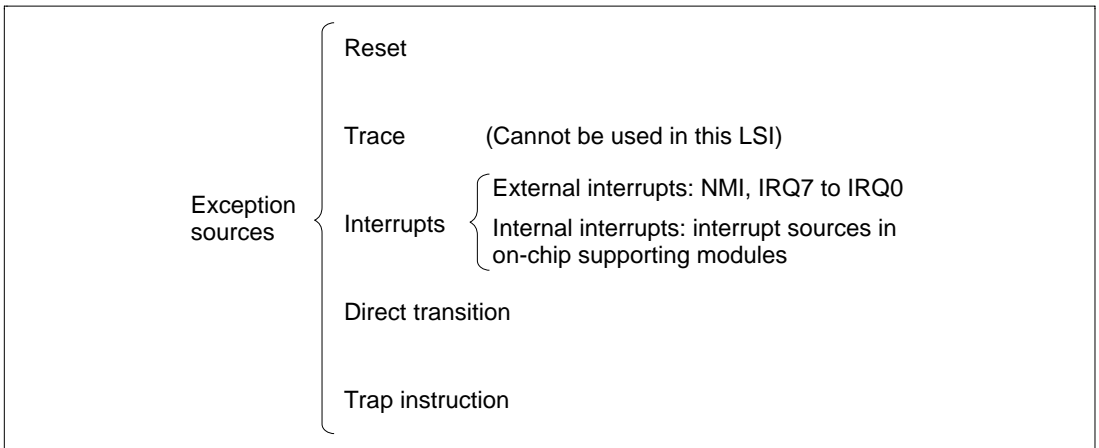 Reset
Trace (Cannot be used in this LSI)
Exception
sources
Interrupts
External interrupts: NMI, IRQ7 to IRQ0
Internal interrupts: interrupt sources in
on-chip supporting modules
Direct transition
Trap instruction